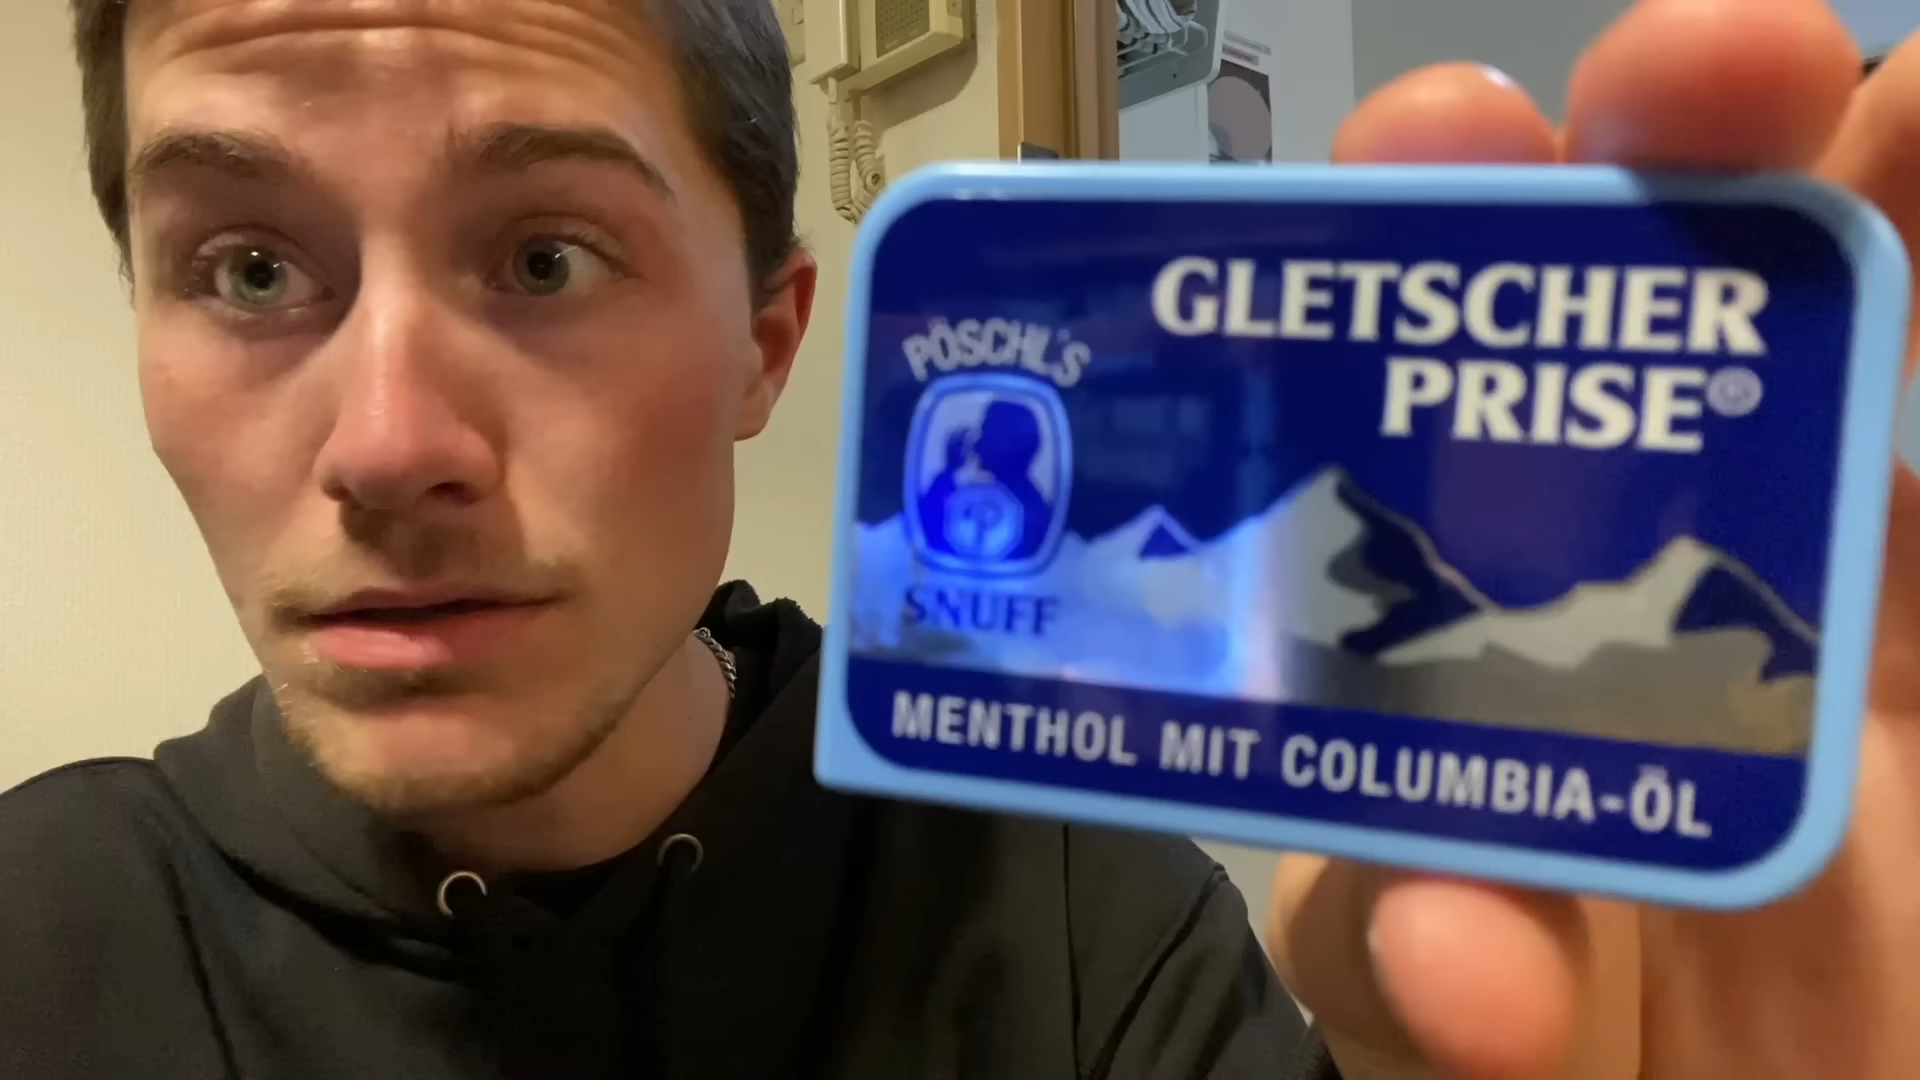 GLETSCHER
PRISE®
PÖSCHL'S
SNUFF
MENTHOL MIT COLUMBIA-ÖL